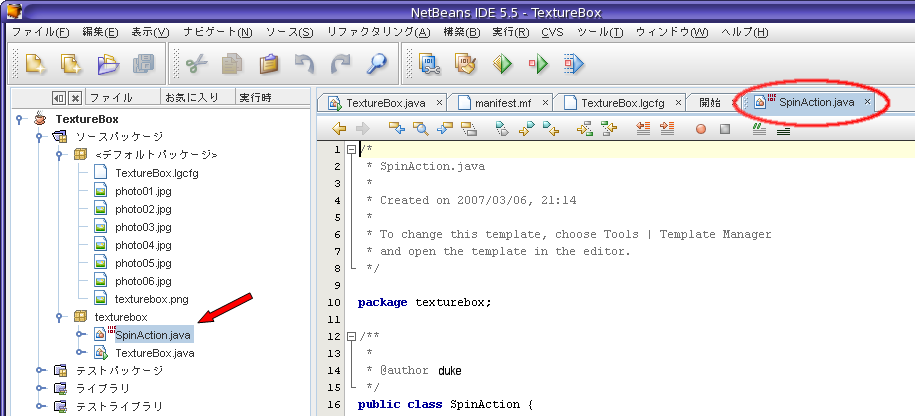 NetBeans IDE 5.5 - TextureBox
ファイル(F) 編集(E) 表示(V) ナビゲート(N) ソース(S) リファクタリング(A) 構築(B) 実行(R) CVS ツール(T) ウィンドウ(W) ヘルプ(H)
ファイル お気に入り 実行時
TextureBox.java manifest.mf TextureBox.lgcfg 開始 SpinAction.java
TextureBox
ソースパッケージ
<デフォルトパッケージ>
TextureBox.lgcfg
photo01.jpg
photo02.jpg
photo03.jpg
photo04.jpg
photo05.jpg
photo06.jpg
texturebox.png
texturebox
SpinAction.java
TextureBox.java
テストパッケージ
ライブラリ
テストライブラリ
1 /*
2 * SpinAction.java
3 *
4 * Created on 2007/03/06, 21:14
5 *
6 * To change this template, choose Tools | Template Manager
7 * and open the template in the editor.
8 */
9
10 package texturebox;
11
12 /**
13 *
14 * @author duke
15 */
16 public class SpinAction {